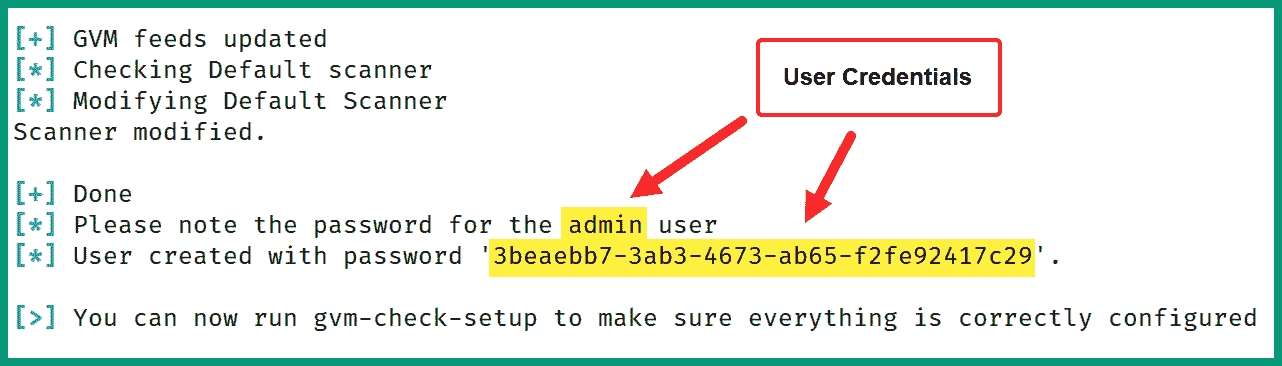 [+] GVM feeds updated
[*] Checking Default scanner
[*] Modifying Default Scanner
Scanner modified.
User Credentials
[+] Done
[*] Please note the password for the admin user
[*] User created with password '3beaebb7-3ab3-4673-ab65-f2fe92417c29'.
[>] You can now run gvm-check-setup to make sure everything is correctly configured